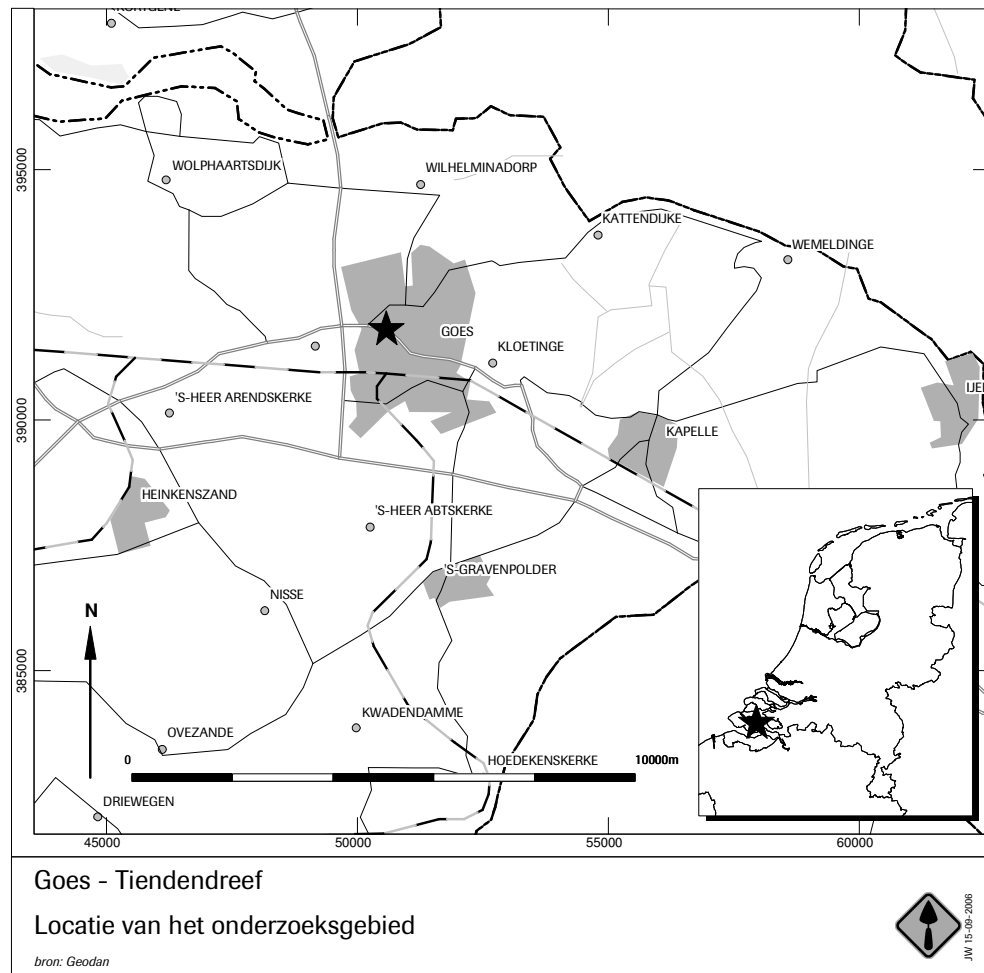 KORTGENE
395000
WOLPHAARTSDIJK
WILHELMINADORP
KATTENDIJKE
WEMELDINGE
GOES
KLOETINGE
IJER
390000
'S-HEER ARENDSKERKE
KAPELLE
HEINKENSZAND
'S-HEER ABTSKERKE
'S-GRAVENPOLDER
NISSE
N
385000
KWADENDAMME
OVEZANDE
HOEDEKENSKERKE
0 10000m
DRIEWEGEN
45000 50000 55000 60000
Goes - Tiendendreef
Locatie van het onderzoeksgebied
bron: Geodan
JW 15-09-2006